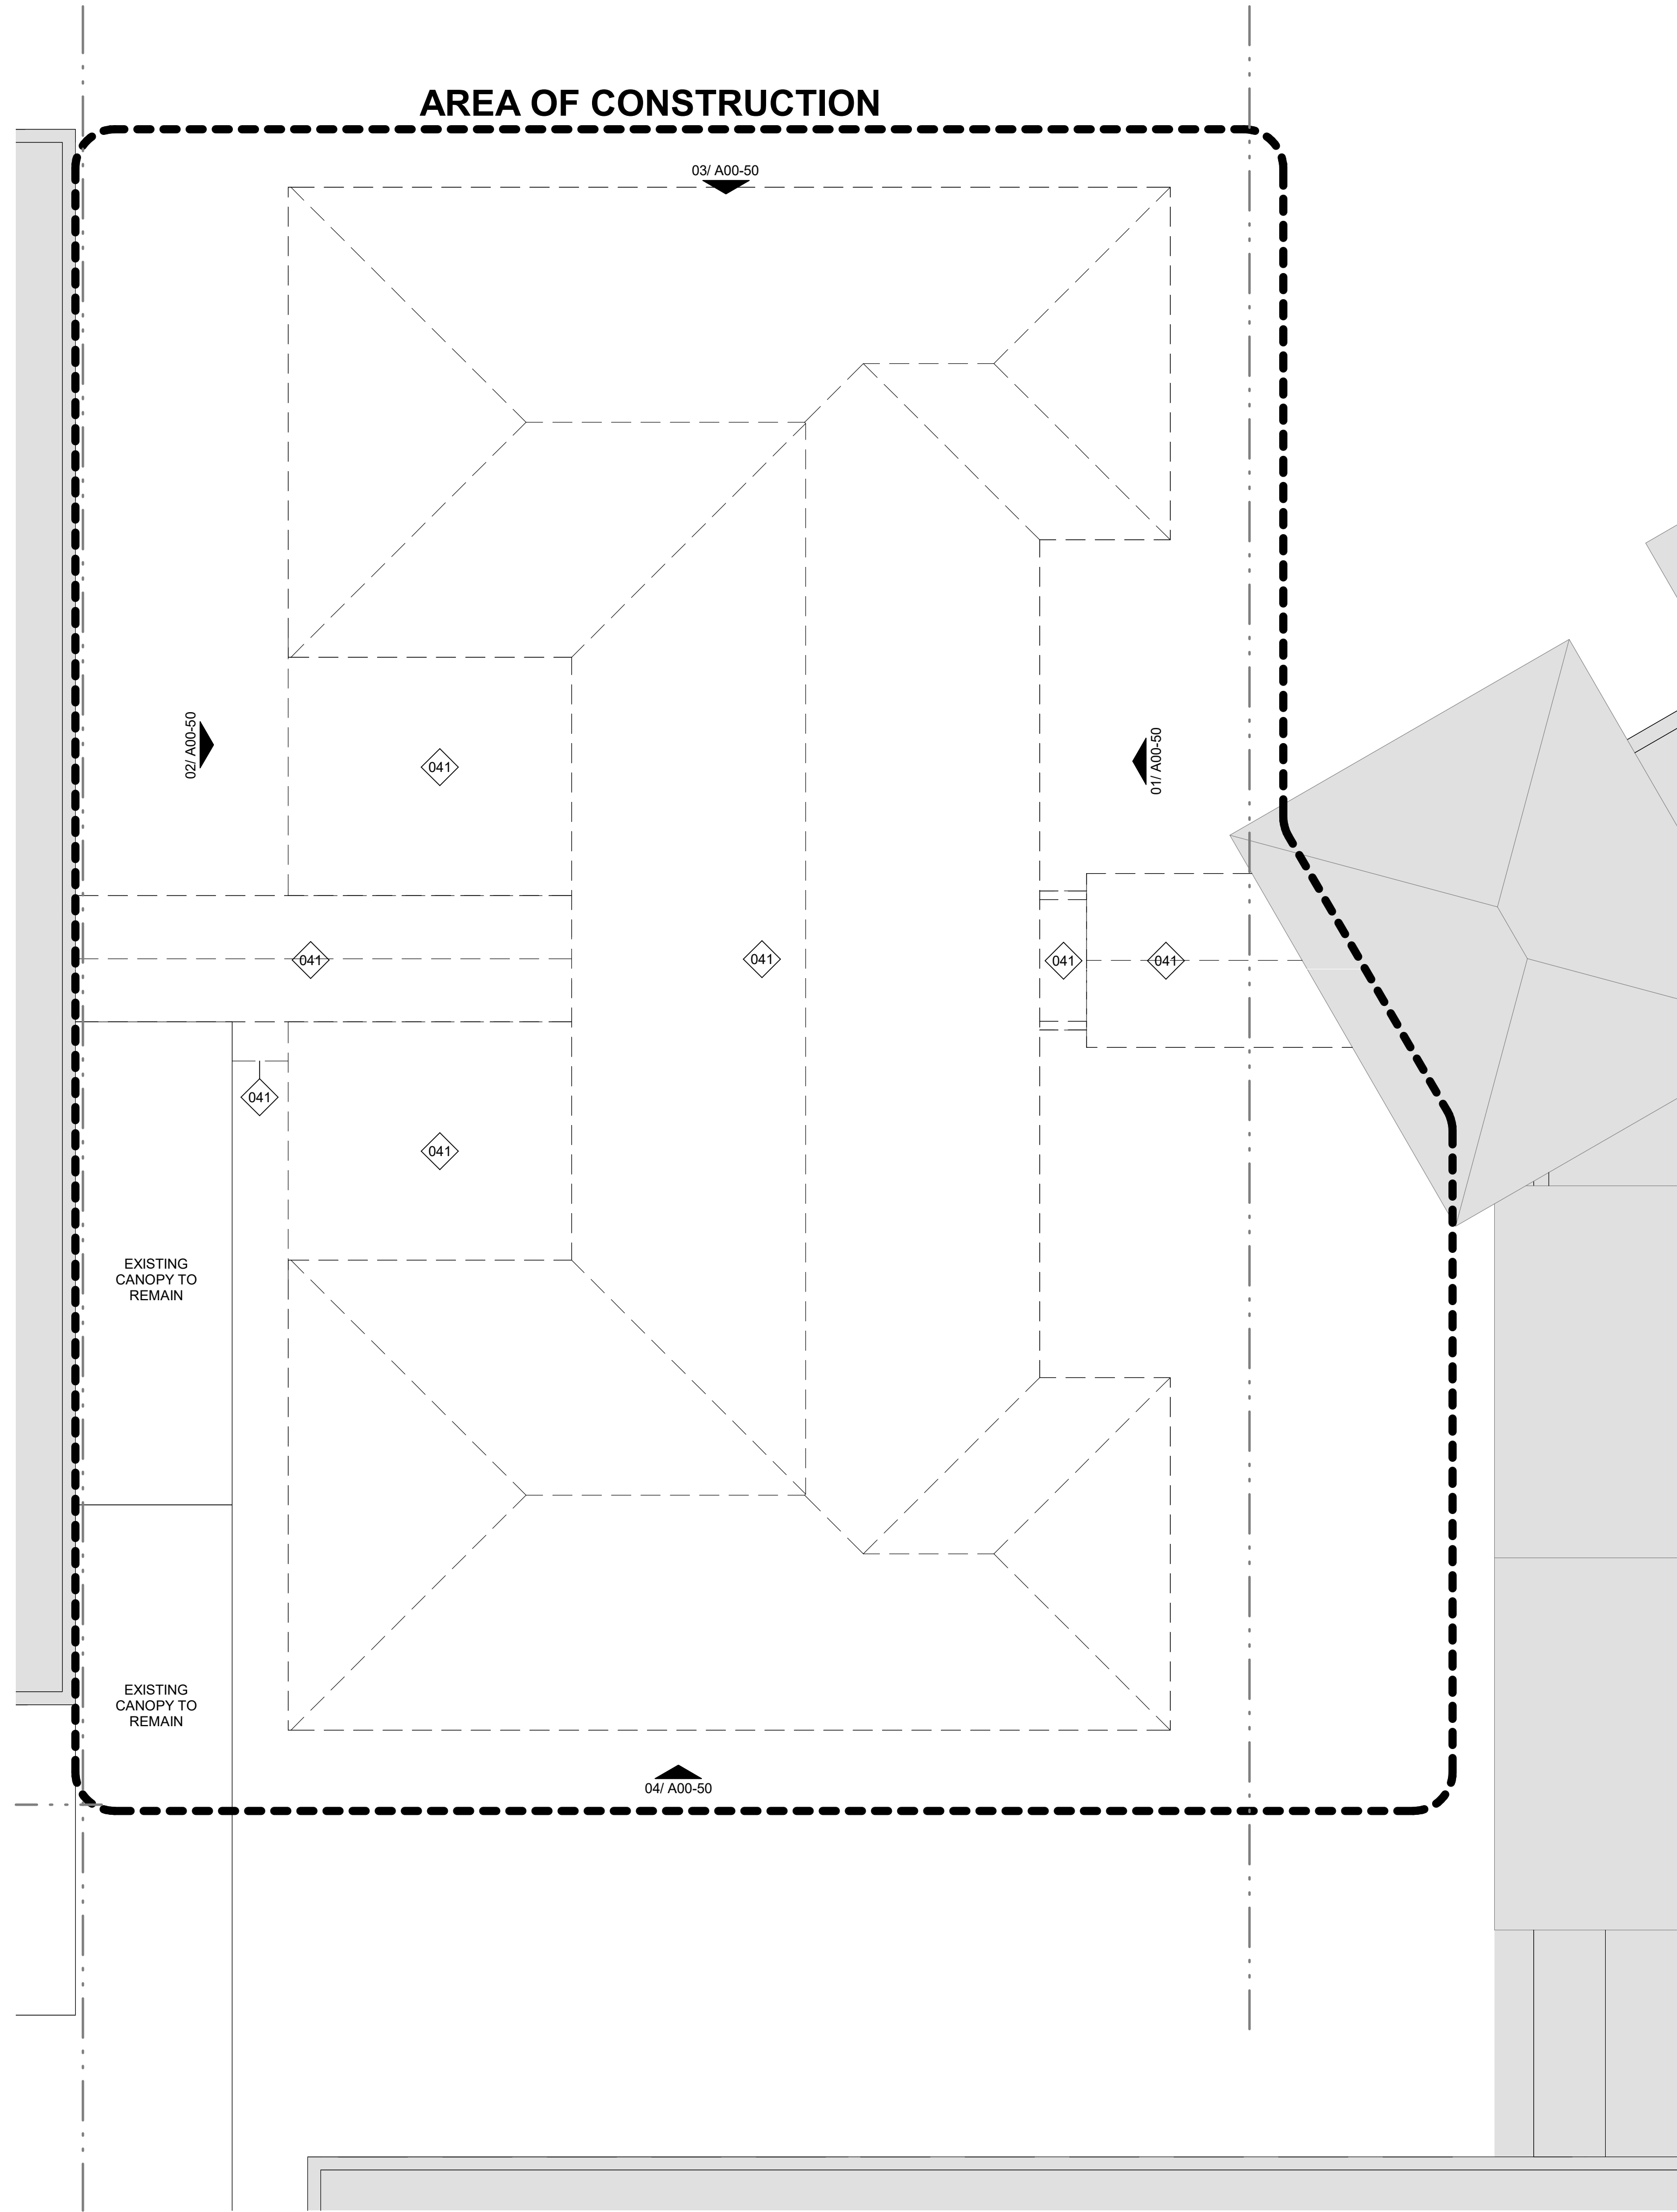 AREA OF CONSTRUCTION
03/ A00-50
02/ A00-50
01/ A00-50
041
041
041
041
041
041
041
EXISTING
CANOPY TO
REMAIN
EXISTING
CANOPY TO
REMAIN
04/ A00-50